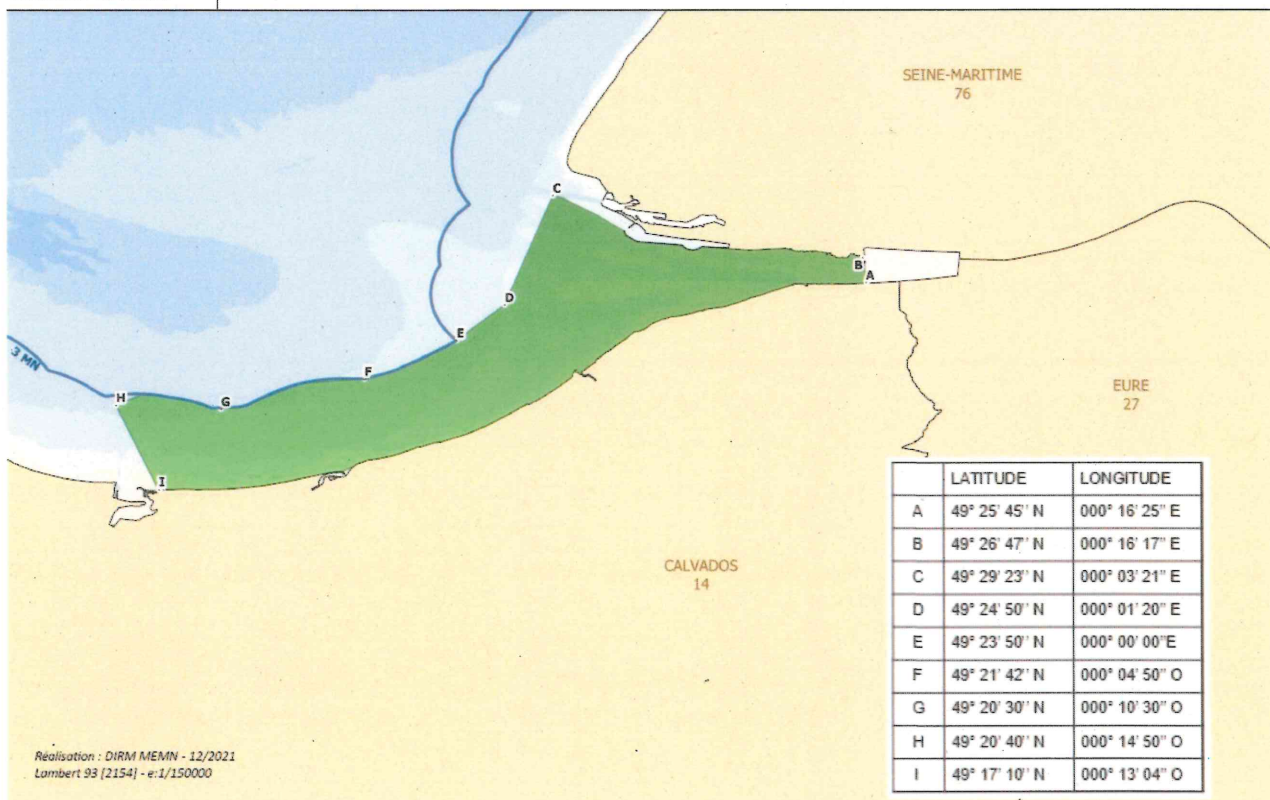 SEINE-MARITIME
76
C
B
A
D
E
3 MN
F
H
G
EURE
27
I
LATITUDE LONGITUDE
A 49° 25' 45'' N 000° 16' 25'' E
B 49° 26' 47'' N 000° 16' 17'' E
C 49° 29' 23'' N 000° 03' 21'' E
D 49° 24' 50'' N 000° 01' 20'' E
E 49° 23' 50'' N 000° 00' 00''E
F 49° 21' 42'' N 000° 04' 50'' O
G 49° 20' 30'' N 000° 10' 30'' O
H 49° 20' 40'' N 000° 14' 50'' O
I 49° 17' 10'' N 000° 13' 04'' O
CALVADOS
14
Réalisation : DIRM MEMN - 12/2021
Lambert 93 [2154] - e:1/150000